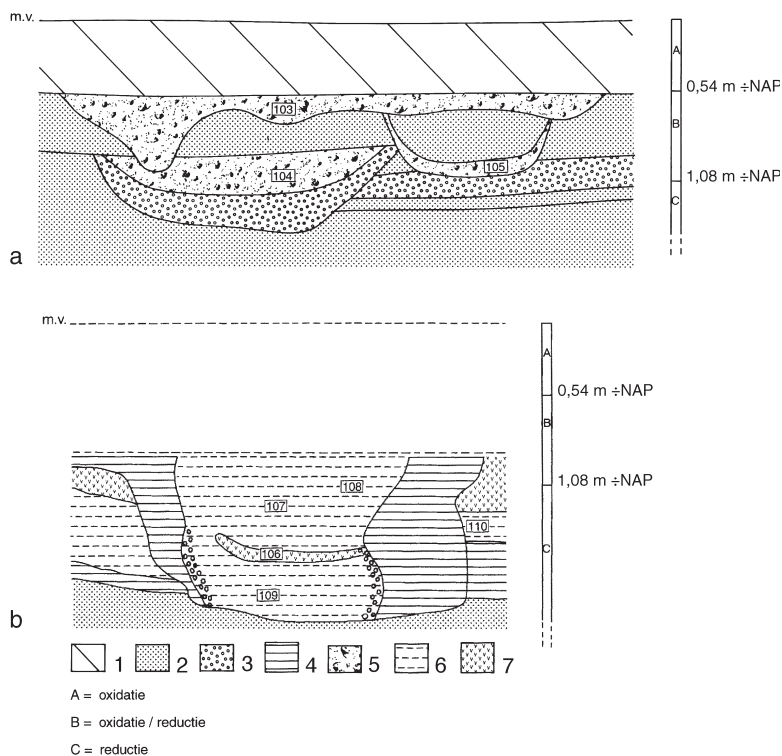 m.v.
A
0,54 m ÷NAP
103
B
104
105
1,08 m ÷NAP
C
a
m.v.
A
0,54 m ÷NAP
B
108
1,08 m ÷NAP
107
110
106
C
109
b
1 2 3 4 5 6 7
A = oxidatie
B = oxidatie / reductie
C = reductie